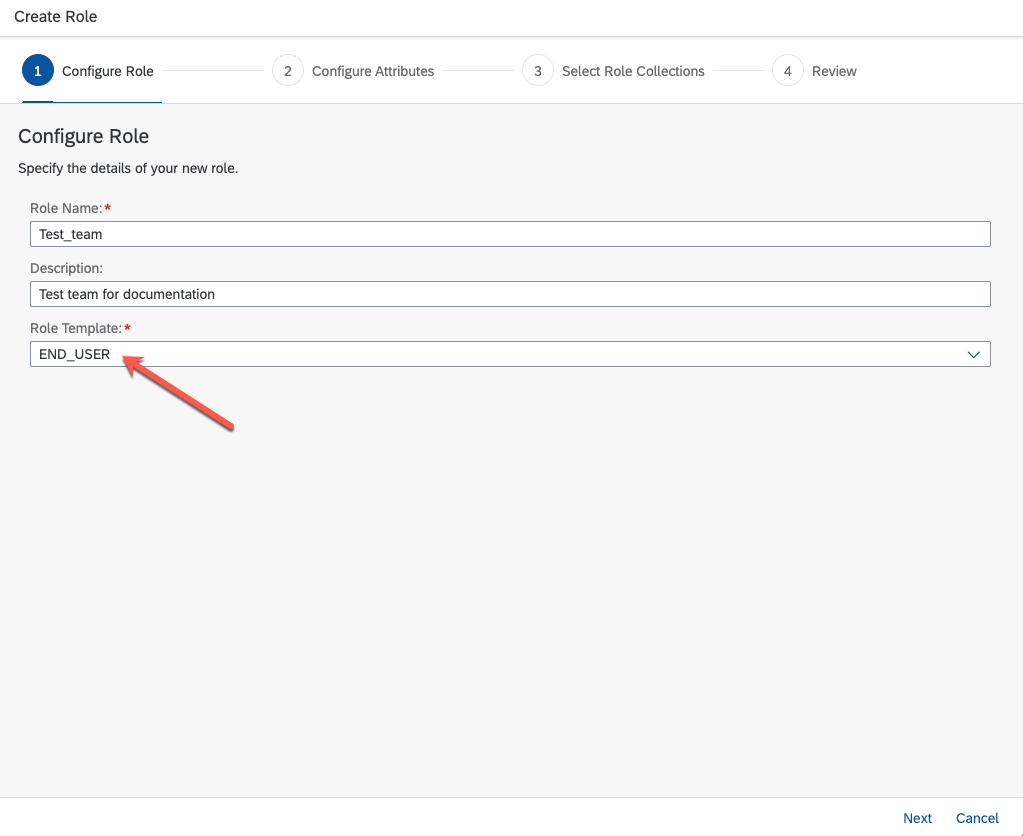 Create Role
1 Configure Role 2 Configure Attributes 3 Select Role Collections 4 Review
Configure Role
Specify the details of your new role.
Role Name:*
Test_team
Description:
Test team for documentation
Role Template:*
END_USER
Next Cancel